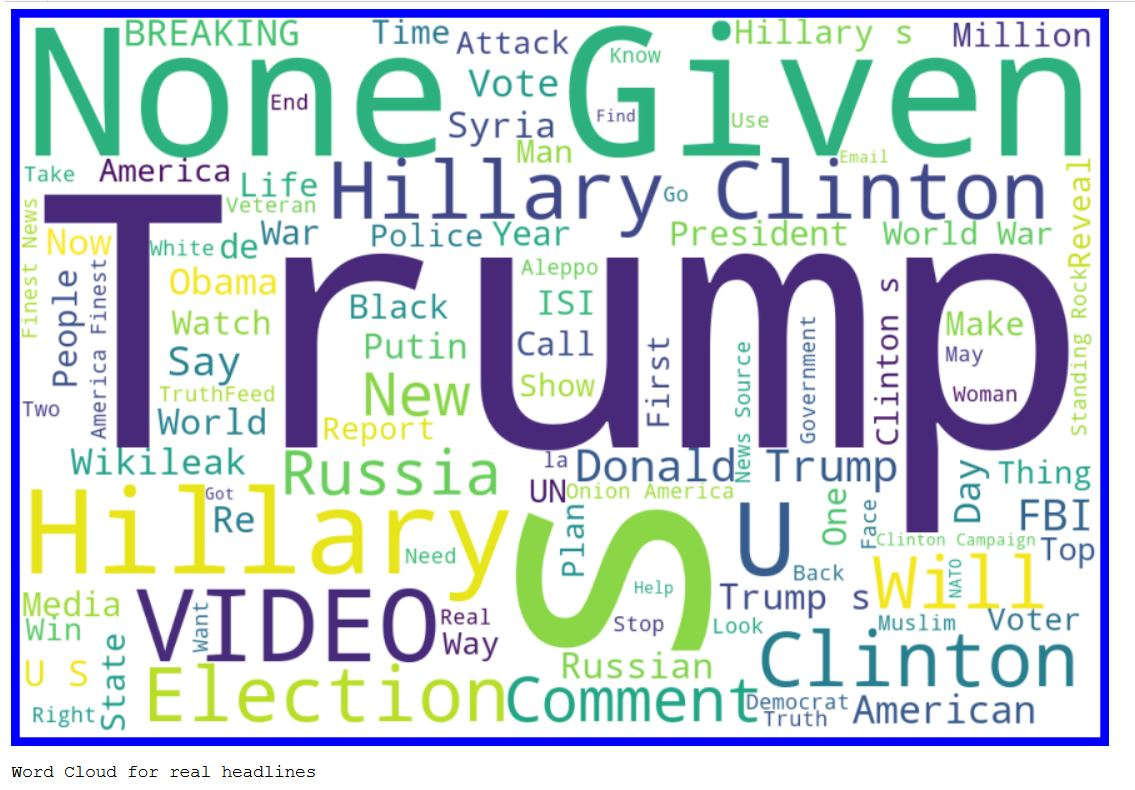 BREAKING Time Attack Hillary s Million
None Given
Know
Vote
End
Find
Syria Use
Man
Email
Take America Life Hillary Clinton
Go
Veteran
Reveal
Finest News
Now White de War Police Year President World War
Trump
People
America Finest
Obama Aleppo
Black ISI
Clinton s
Watch Putin Call Make
Say May
First
News Source
Government
Standing Rock
TruthFeed New Show Woman
Two World Report
Wikileak Russia la Donald Trump Day Thing
UN Onion America
Got
Hillary Re Plan S U One Face FBI
Clinton Campaign Top
Need Back Will NATO
Help
Media VIDEO Trump s
Win Want Real Stop Look Muslim Voter
Way
U S State Russian Clinton
Election Comment Democrat American
Right Truth
Word Cloud for real headlines